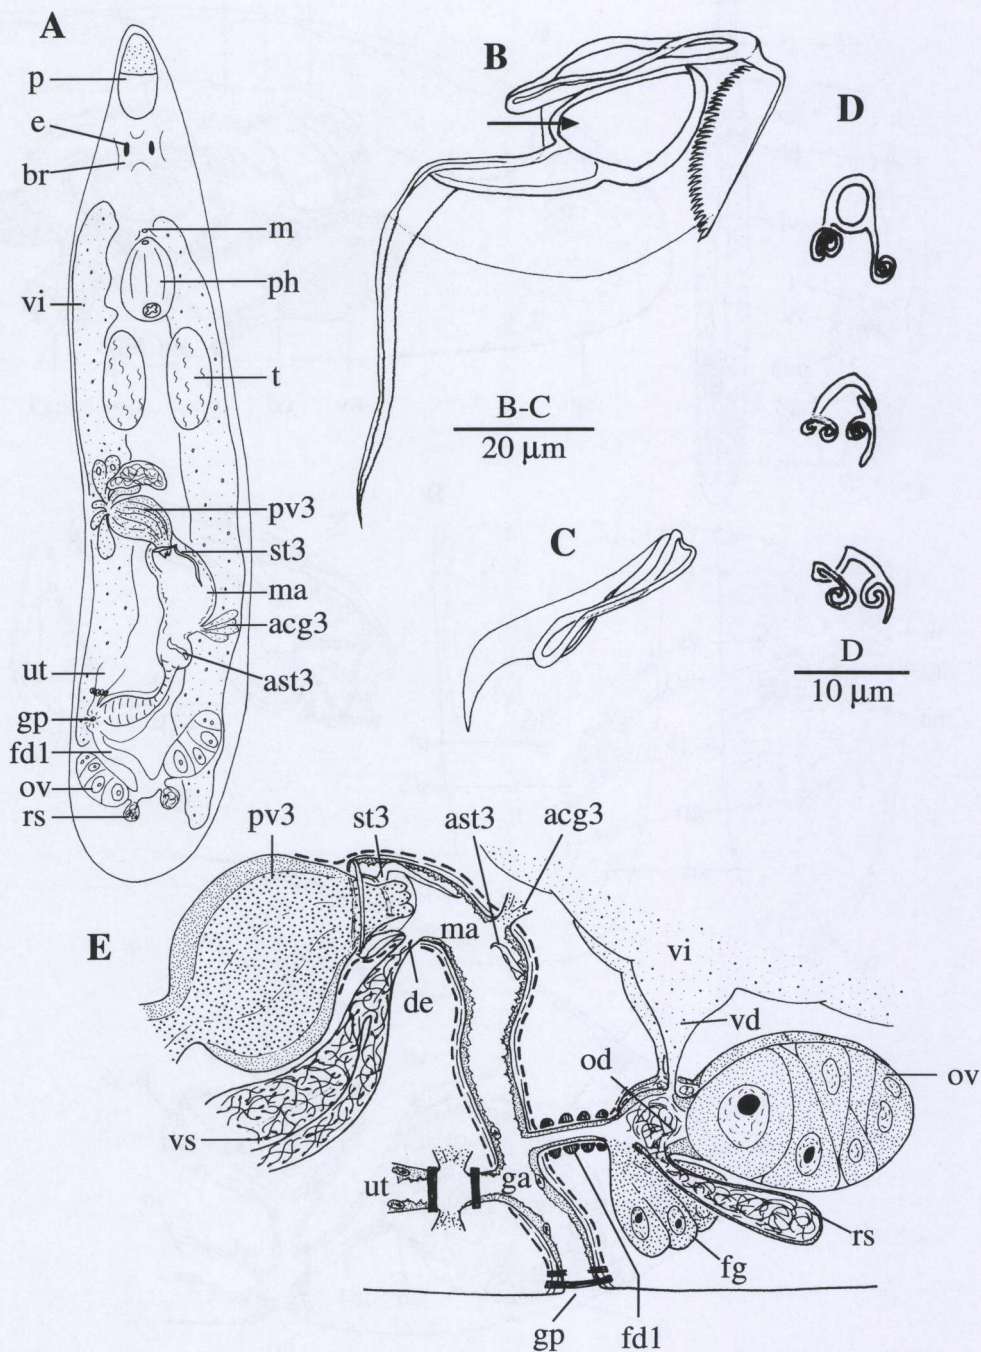 A
p
e
br
m
ph
vi
t
pv3
st3
ma
acg3
ast3
ut
gp
fd1
ov
rs
B
B-C
20 µm
C
D
D
10 µm
E
pv3
st3
ast3
acg3
ma
de
vi
vd
od
ov
vs
ut
ga
rs
fg
gp
fd1